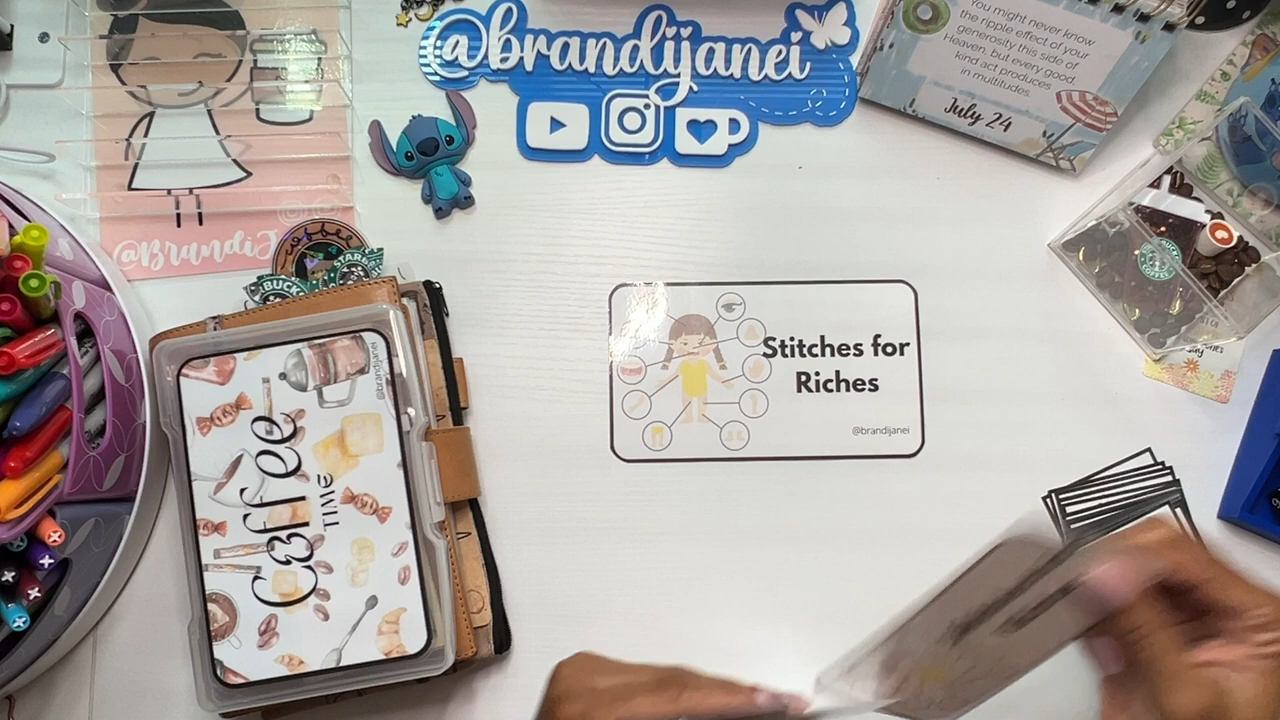 @brandijanei
You might never know
the ripple effect of your
generosity this side of
Heaven, but every good,
kind act produces
in multitudes.
July 24
@BrandiJ
coffee
Stitches for
Riches
@brandijanei
Coffee
TIME
@brandijanei